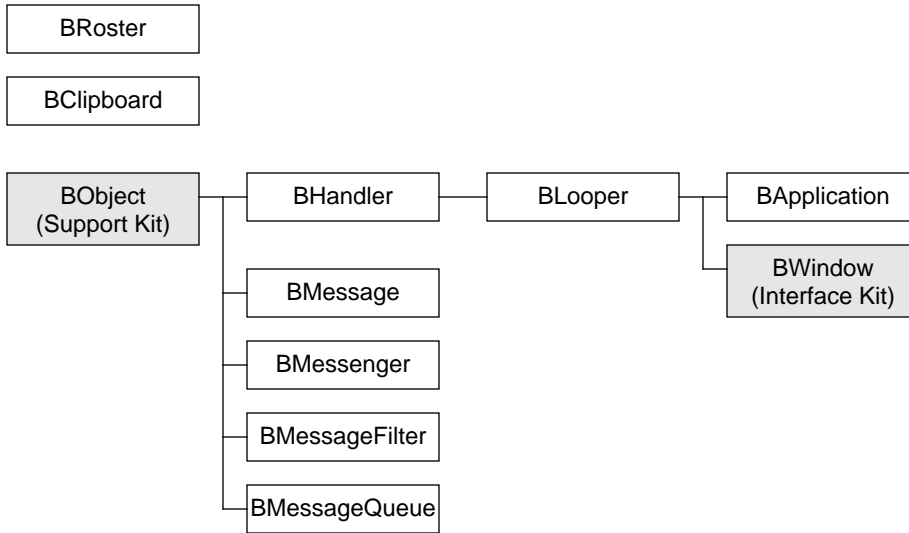 BRoster
BClipboard
BObject
(Support Kit)
BHandler
BLooper
BApplication
BWindow
(Interface Kit)
BMessage
BMessenger
BMessageFilter
BMessageQueue